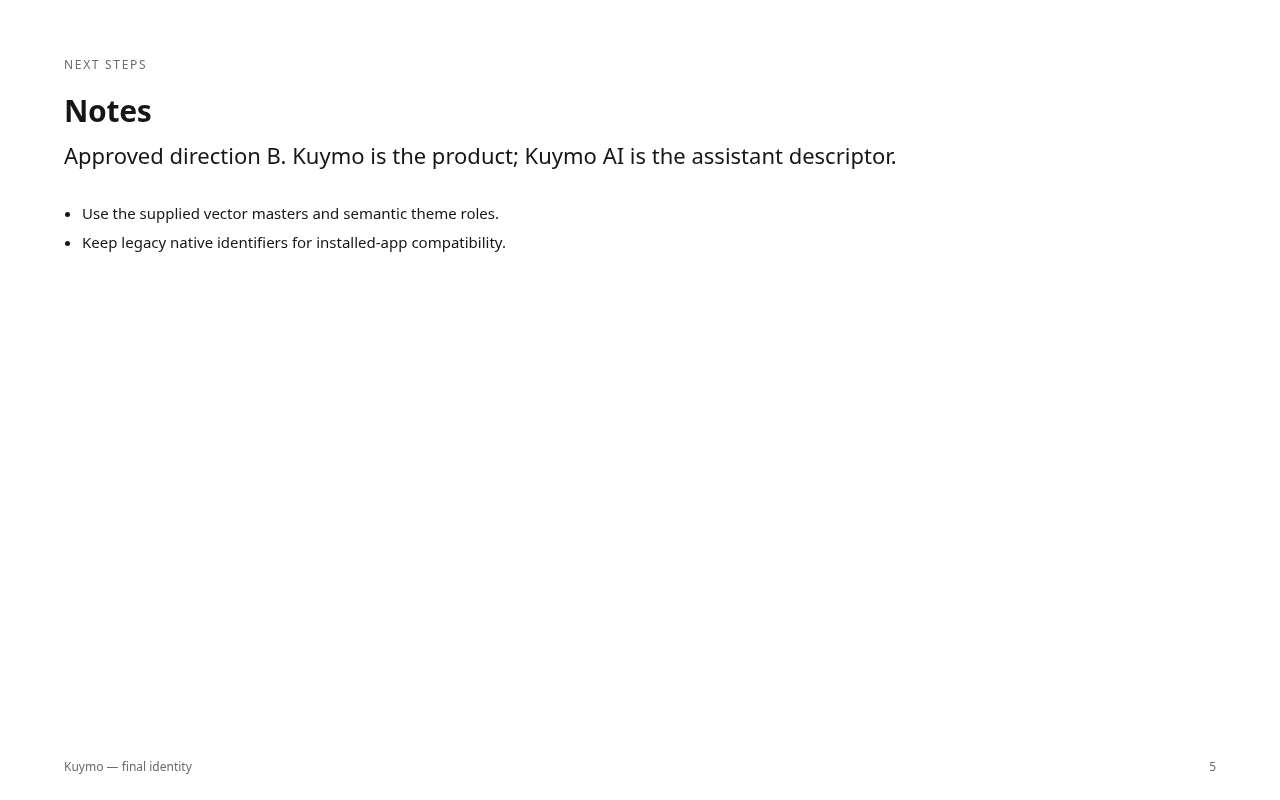 NEXT STEPS
Notes
Approved direction B. Kuymo is the product; Kuymo AI is the assistant descriptor.
• Use the supplied vector masters and semantic theme roles.
• Keep legacy native identifiers for installed-app compatibility.
Kuymo — final identity
5